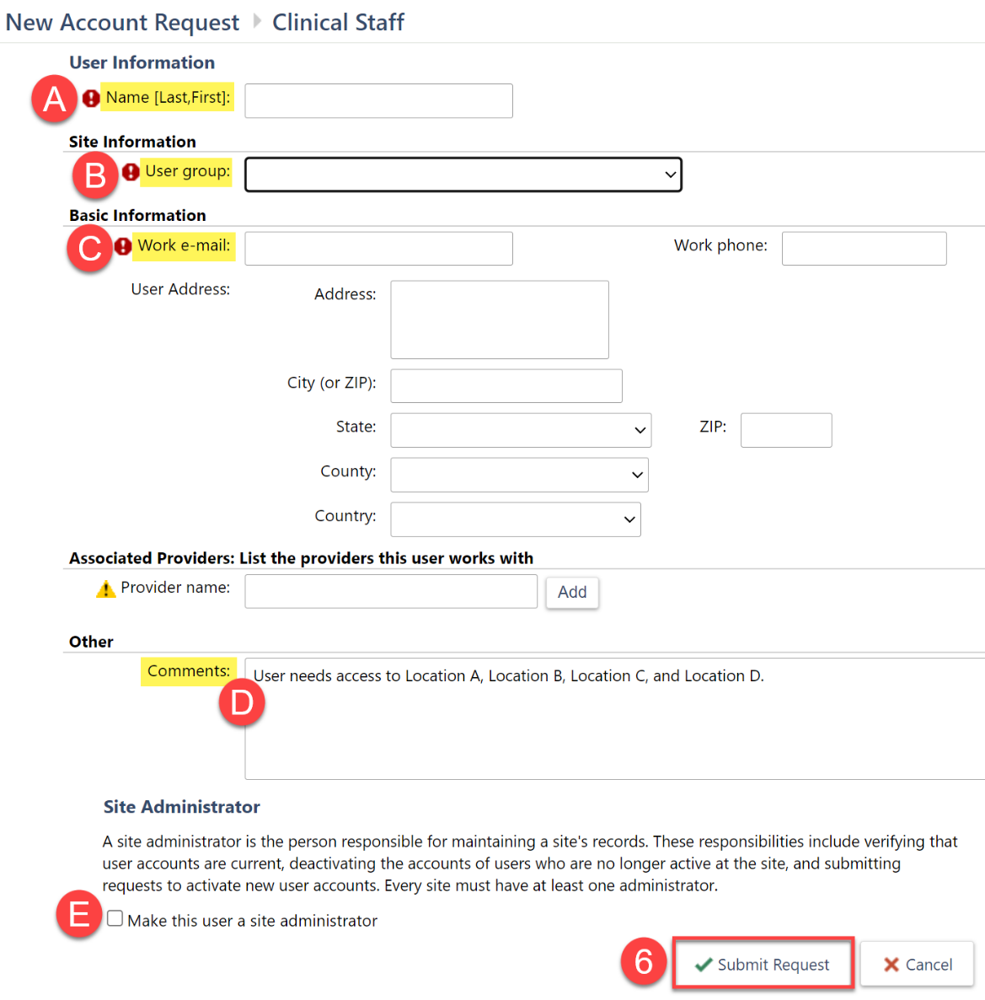 New Account Request Clinical Staff
User Information
A ! Name [Last,First]:
Site Information
B ! User group:
Basic Information
C ! Work e-mail: Work phone:
User Address: Address:
City (or ZIP):
State: ZIP:
County:
Country:
Associated Providers: List the providers this user works with
! Provider name: Add
Other
Comments: User needs access to Location A, Location B, Location C, and Location D.
D
Site Administrator
A site administrator is the person responsible for maintaining a site's records. These responsibilities include verifying that
user accounts are current, deactivating the accounts of users who are no longer active at the site, and submitting
requests to activate new user accounts. Every site must have at least one administrator.
E Make this user a site administrator
6 Submit Request Cancel